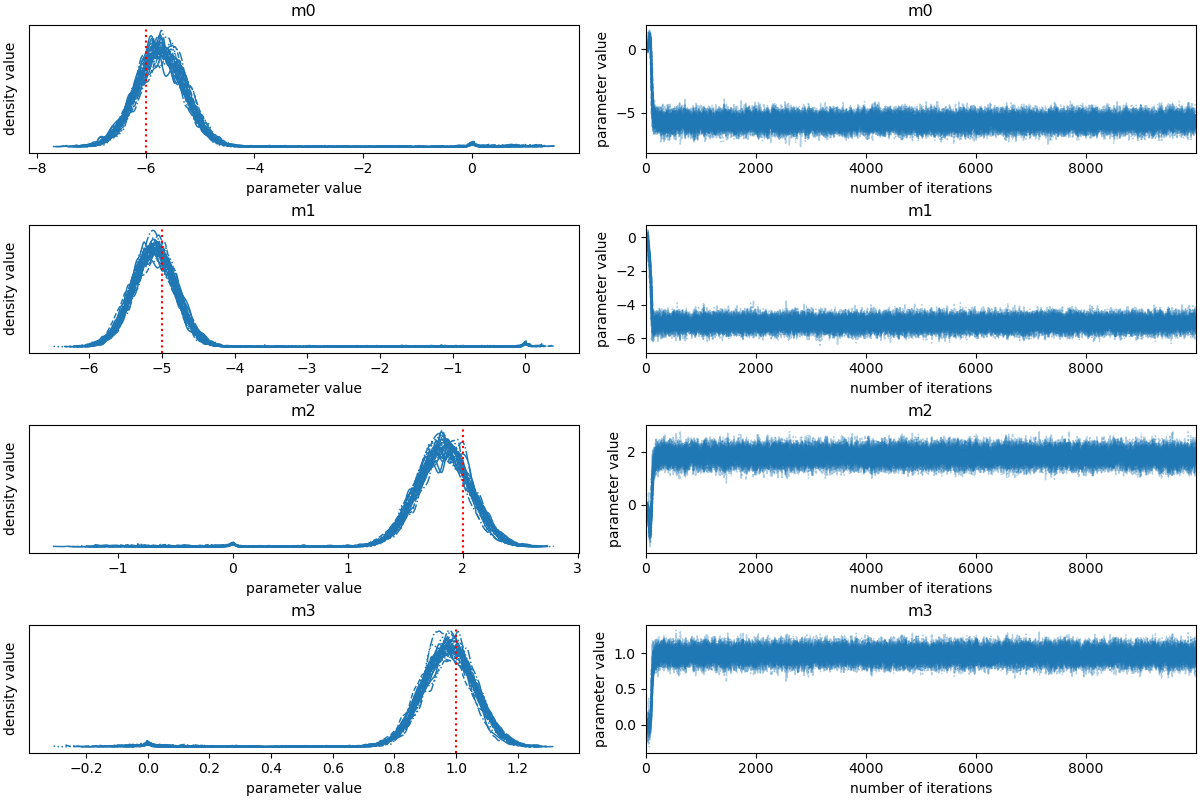 m0
density value
−8 −6 −4 −2 0
parameter value
m0
parameter value
0
−5
0 2000 4000 6000 8000
number of iterations
m1
density value
−6 −5 −4 −3 −2 −1 0
parameter value
m1
parameter value
0
−2
−4
−6
0 2000 4000 6000 8000
number of iterations
m2
density value
−1 0 1 2 3
parameter value
m2
parameter value
2
0
0 2000 4000 6000 8000
number of iterations
m3
density value
−0.2 0.0 0.2 0.4 0.6 0.8 1.0 1.2
parameter value
m3
parameter value
1.0
0.5
0.0
0 2000 4000 6000 8000
number of iterations